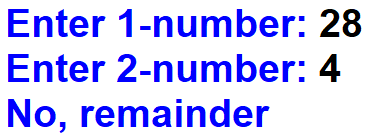 Enter 1-number: 28
Enter 2-number: 4
No, remainder